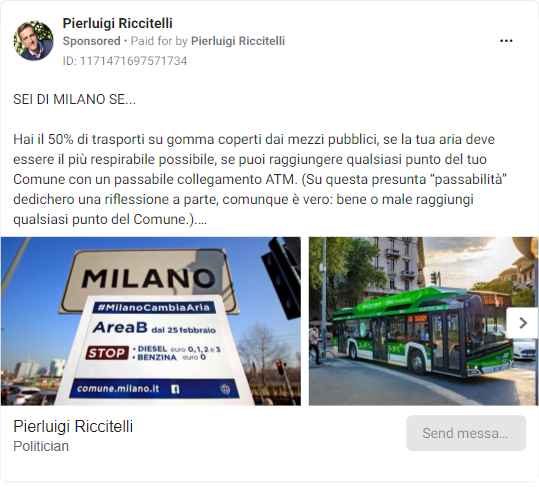 Pierluigi Riccitelli
Sponsored • Paid for by Pierluigi Riccitelli
ID: 1171471697571734
SEI DI MILANO SE...
Hai il 50% di trasporti su gomma coperti dai mezzi pubblici, se la tua aria deve
essere il più respirabile possibile, se puoi raggiungere qualsiasi punto del tuo
Comune con un passabile collegamento ATM. (Su questa presunta “passabilità”
dedichero una riflessione a parte, comunque è vero: bene o male raggiungi
qualsiasi punto del Comune.)....
MILANO
#MilanoCambiaAria
AreaB dal 25 febbraio
STOP • DIESEL euro 0,1,2 e 3
• BENZINA euro 0
comune.milano.it
Pierluigi Riccitelli
Politician
Send messa...